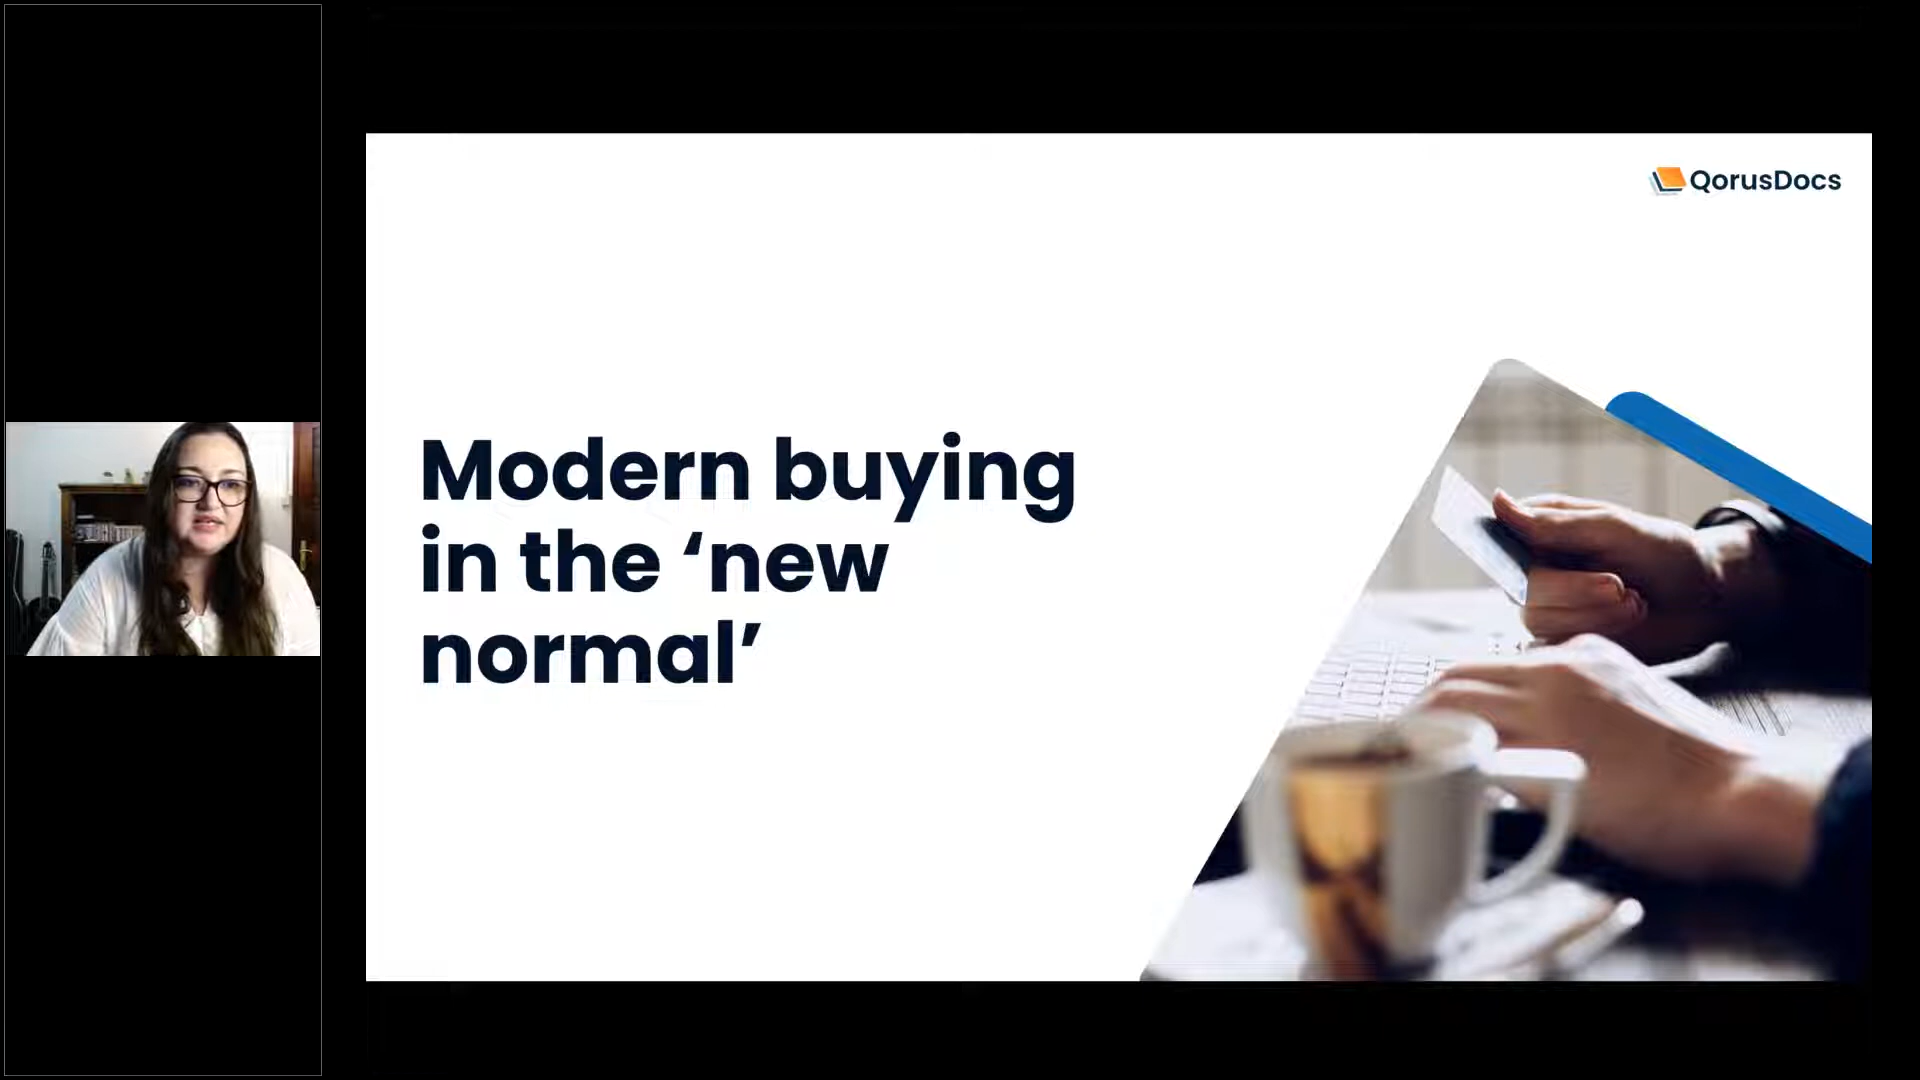 QorusDocs
Modern buying
in the ‘new
normal’